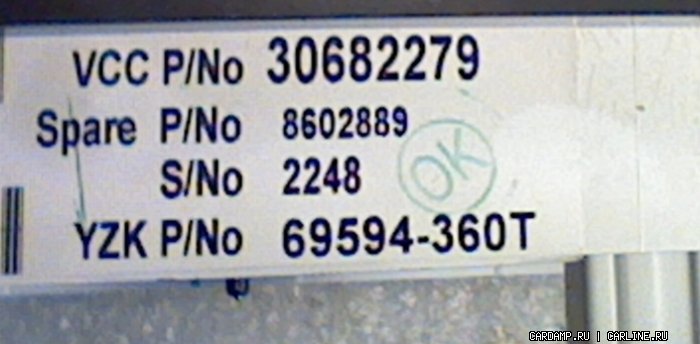 VCC P/No 30682279
Spare P/No 8602889
S/No 2248
OK
YZK P/No 69594-360T
CARDAMP.RU | CARLINE.RU